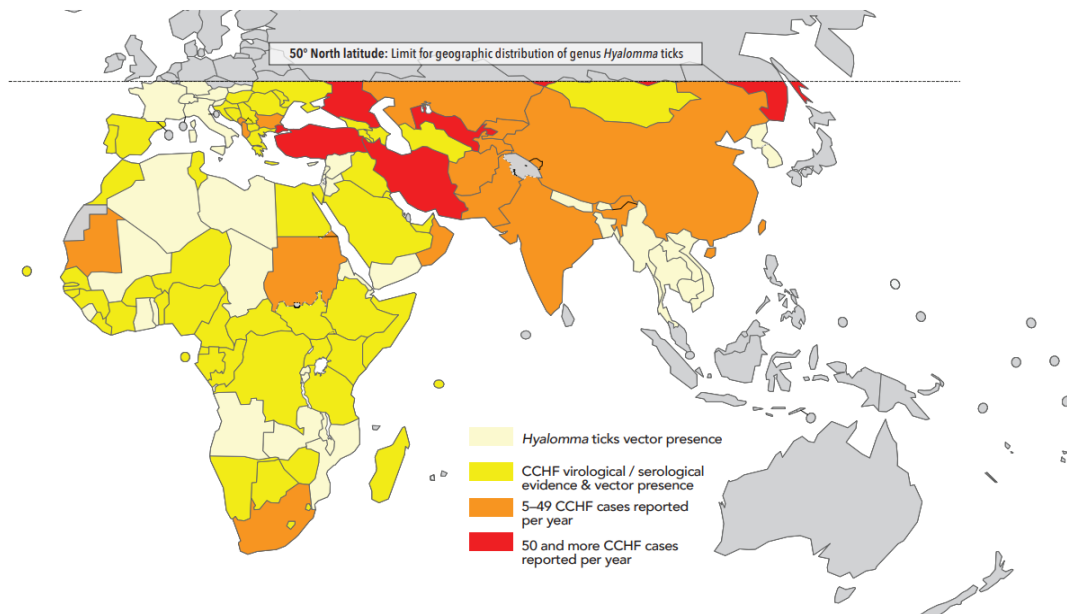 50° North latitude: Limit for geographic distribution of genus Hyalomma ticks
Hyalomma ticks vector presence
CCHF virological / serological
evidence & vector presence
5–49 CCHF cases reported
per year
50 and more CCHF cases
reported per year